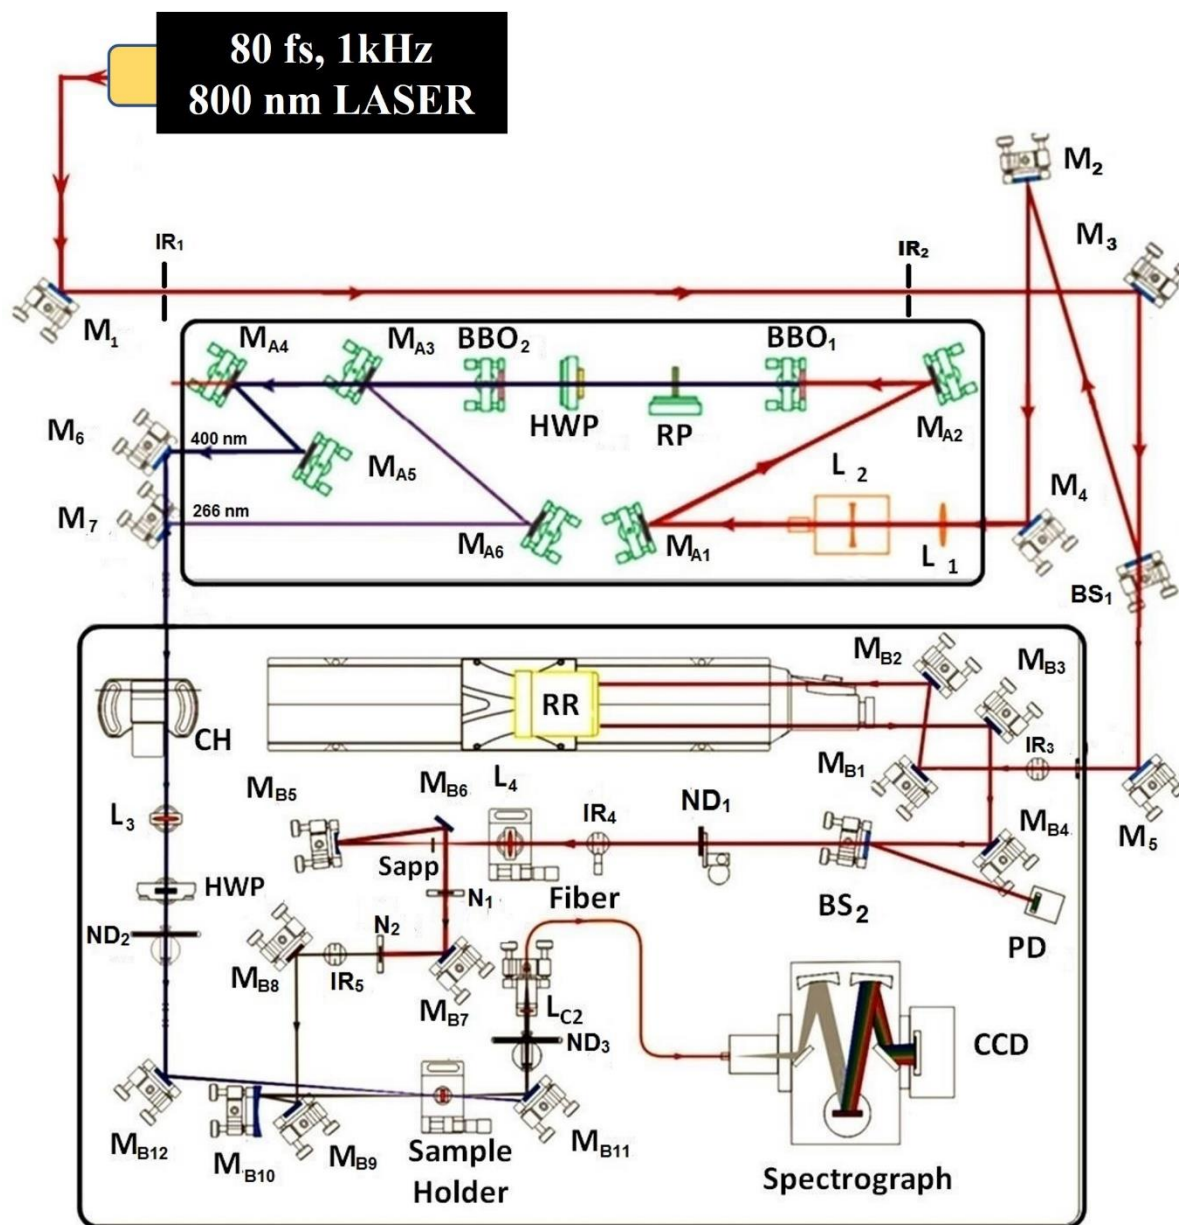 80 fs, 1kHz
800 nm LASER
M2
M3
IR1
IR2
M1
MA4
MA3
BBO2
BBO1
HWP
RP
MA2
M6
400 nm
MA5
L 2
M4
M7
266 nm
MA6
MA1
L 1
BS1
MB2
MB3
RR
CH
IR3
MB1
L4
MB6
MB5
ND1
MB4
M5
L3
IR4
Sapp
Fiber
BS2
PD
HWP
N1
ND2
N2
MB8
IR5
MB7
LC2
ND3
CCD
MB12
MB10
MB9
Sample
Holder
MB11
Spectrograph